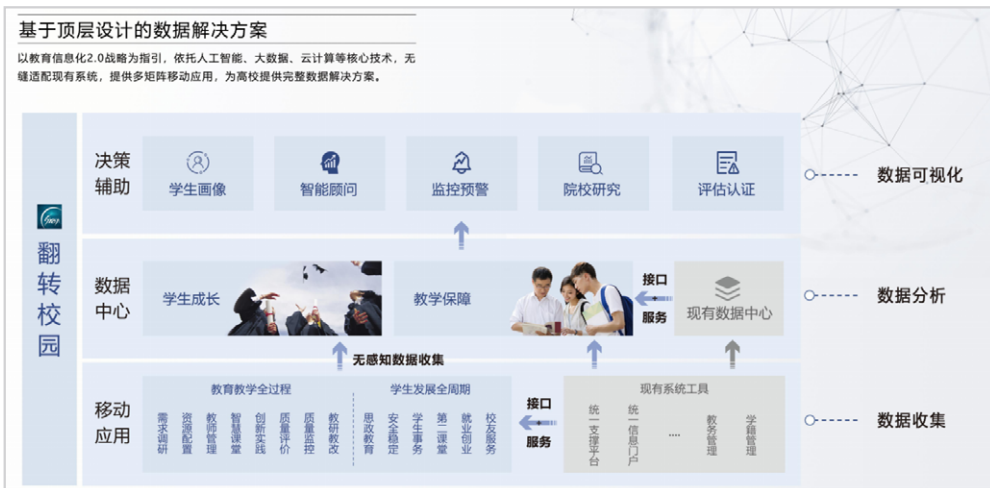 基于顶层设计的数据解决方案
以教育信息化2.0战略为指引，依托人工智能、大数据、云计算等核心技术，无
缝适配现有系统，提供多矩阵移动应用，为高校提供完整数据解决方案。
翻转校园
决策
辅助
学生画像
智能顾问
监控预警
院校研究
评估认证
数据可视化
数据
中心
学生成长
教学保障
接口
服务
现有数据中心
数据分析
无感知数据收集
移动
应用
教育教学全过程
需求调研
资源配置
教师管理
智慧课堂
创新实践
质量评价
质量监控
教研教改
学生发展全周期
思政教育
安全稳定
学生事务
第二课堂
就业创业
校友服务
接口
服务
现有系统工具
统一支撑平台
统一信息门户
....
教务管理
学籍管理
数据收集